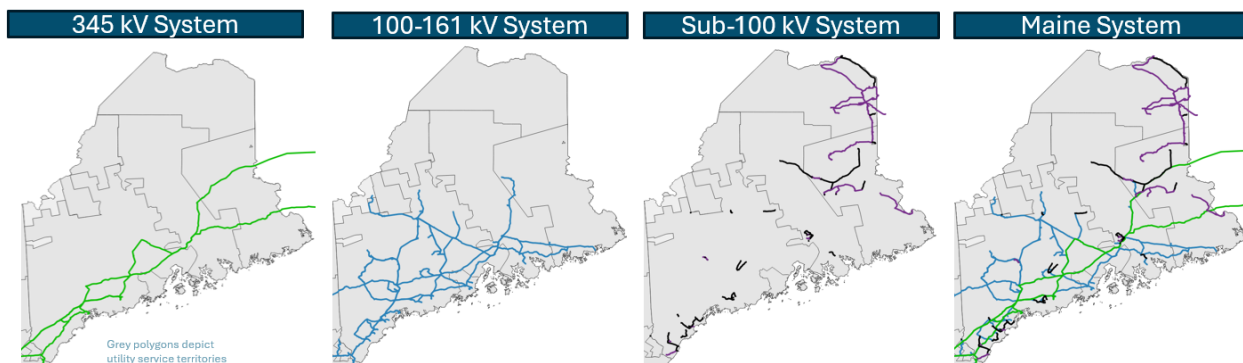 345 kV System
100-161 kV System
Sub-100 kV System
Maine System
Grey polygons depict
utility service territories